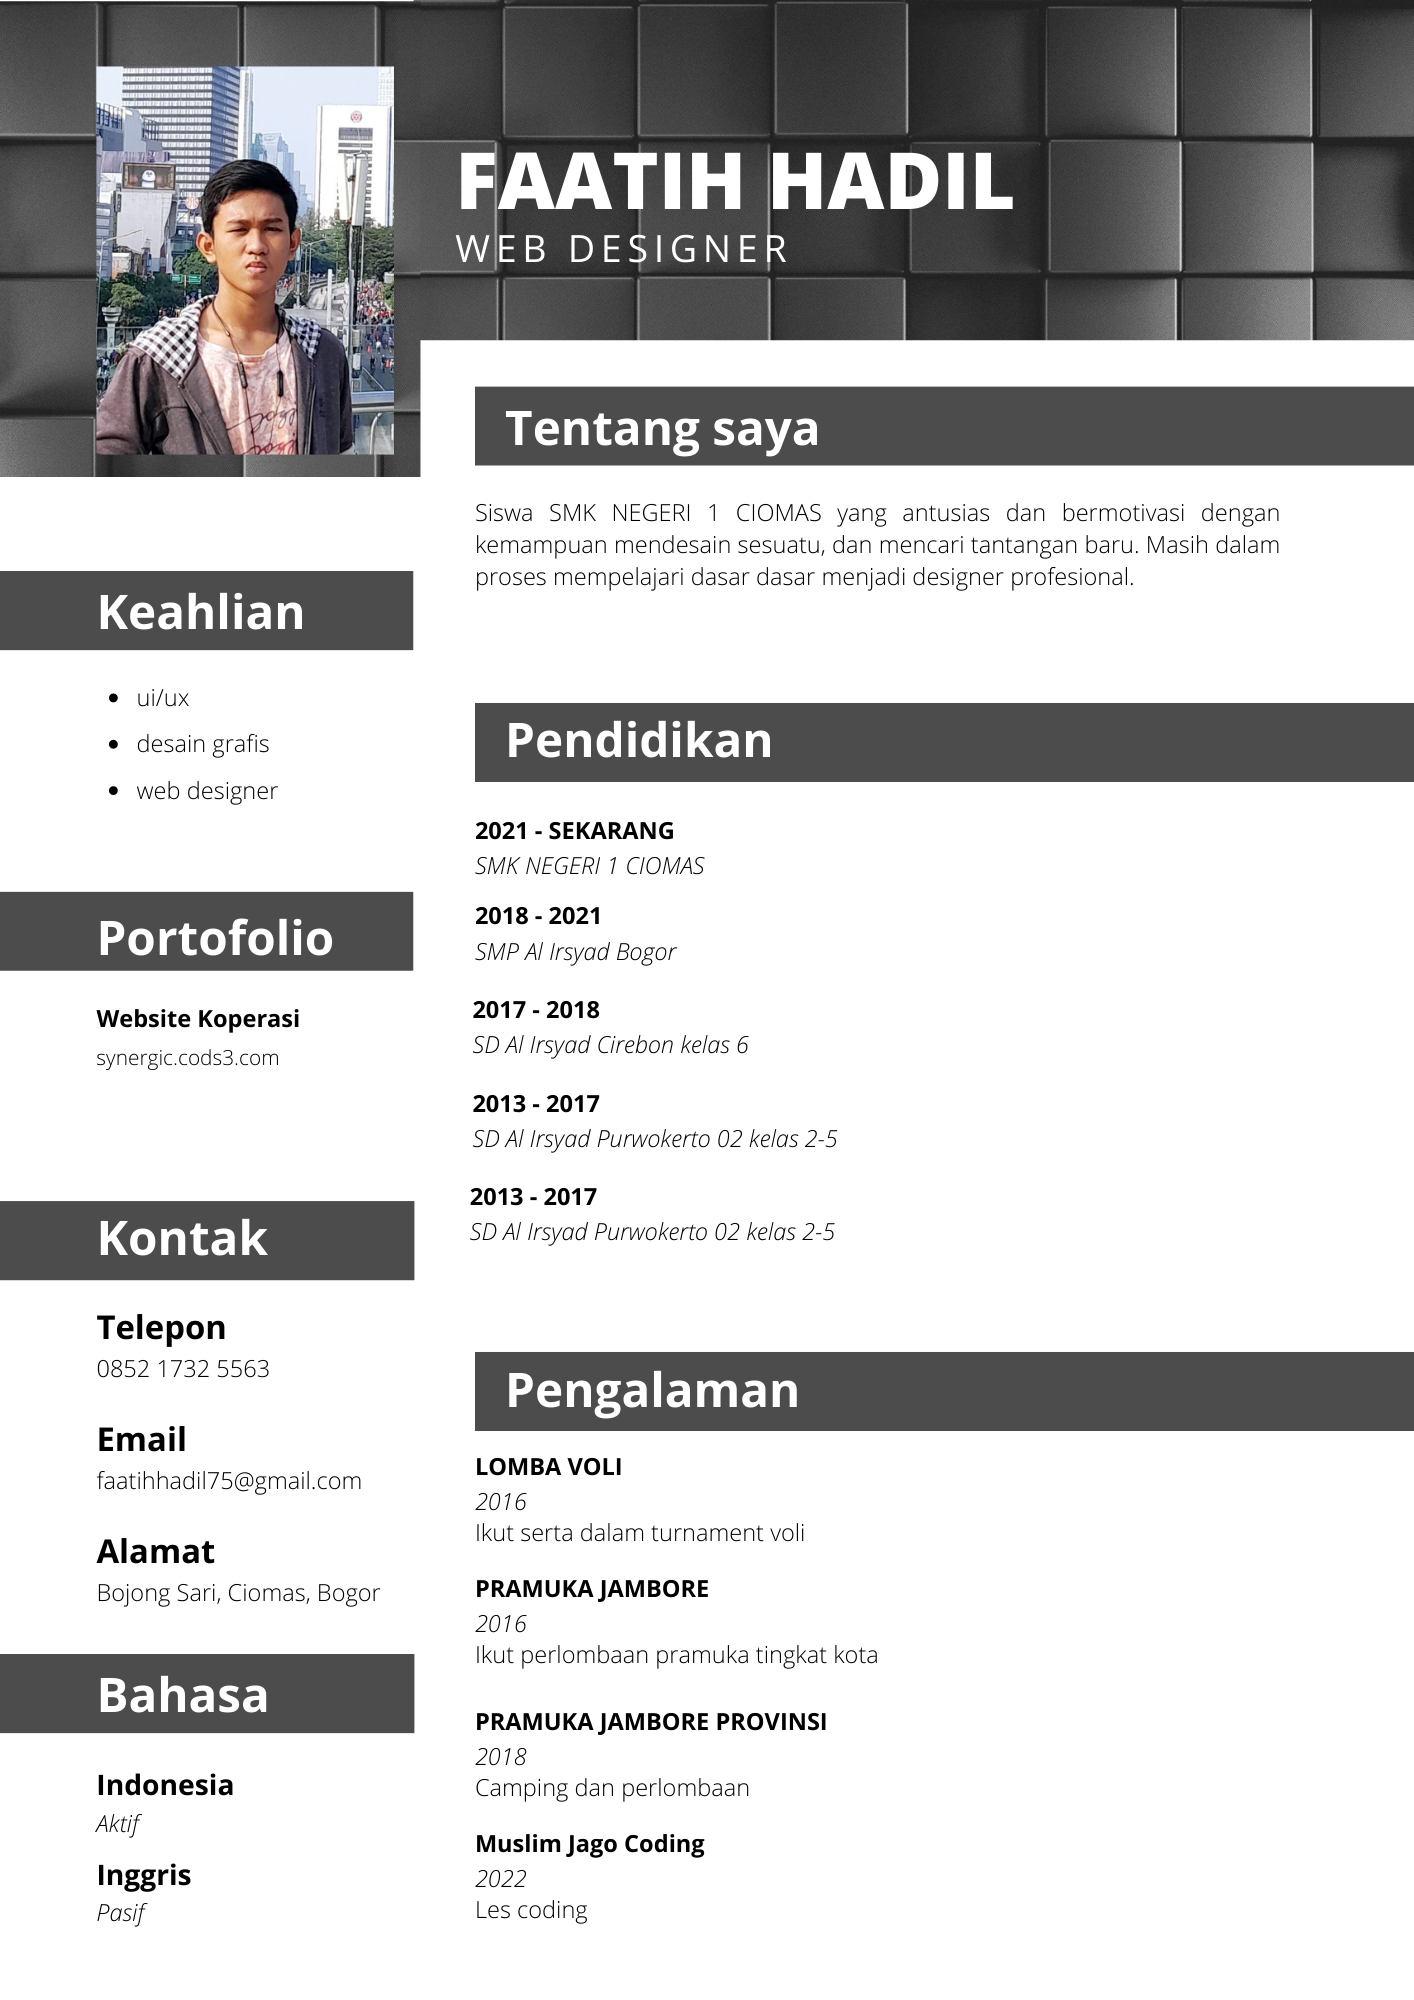 FAATIH HADIL
WEB DESIGNER
Tentang saya
Siswa SMK NEGERI 1 CIOMAS yang antusias dan bermotivasi dengan
kemampuan mendesain sesuatu, dan mencari tantangan baru. Masih dalam
proses mempelajari dasar dasar menjadi designer profesional.
Keahlian
• ui/ux
• desain grafis
• web designer
Portofolio
Website Koperasi
synergic.cods3.com
Kontak
Telepon
0852 1732 5563
Email
faatihhadil75@gmail.com
Alamat
Bojong Sari, Ciomas, Bogor
Bahasa
Indonesia
Aktif
Inggris
Pasif
Pendidikan
2021 - SEKARANG
SMK NEGERI 1 CIOMAS
2018 - 2021
SMP Al Irsyad Bogor
2017 - 2018
SD Al Irsyad Cirebon kelas 6
2013 - 2017
SD Al Irsyad Purwokerto 02 kelas 2-5
2013 - 2017
SD Al Irsyad Purwokerto 02 kelas 2-5
Pengalaman
LOMBA VOLI
2016
Ikut serta dalam turnament voli
PRAMUKA JAMBORE
2016
Ikut perlombaan pramuka tingkat kota
PRAMUKA JAMBORE PROVINSI
2018
Camping dan perlombaan
Muslim Jago Coding
2022
Les coding